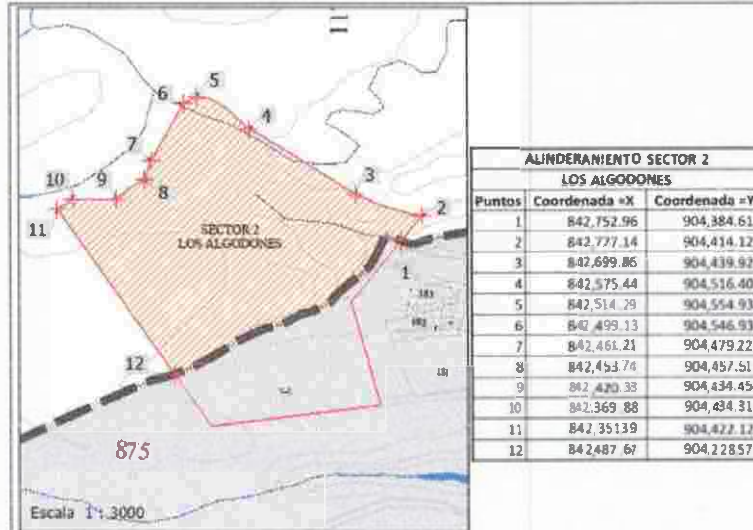 5
6
4
7
3
10
9
8
2
11
SECTOR 2
LOS ALGODONES
1
12
875
Escala 1:3000
ALINDERANIENTO SECTOR 2
LOS ALGODONES
Puntos Coordenada =X Coordenada =Y
1 842,752.96 904,384.61
2 842,777.14 904,414.12
3 842,699.86 904,439.92
4 842,575.44 904,516.40
5 842,514.29 904,554.93
6 842,499.13 904,546.93
7 842,461.21 904,479.22
8 842,453.74 904,457.51
9 842,420.33 904,434.45
10 842,369.88 904,434.31
11 842,35139 904,422.12
12 842,487.67 904,22857